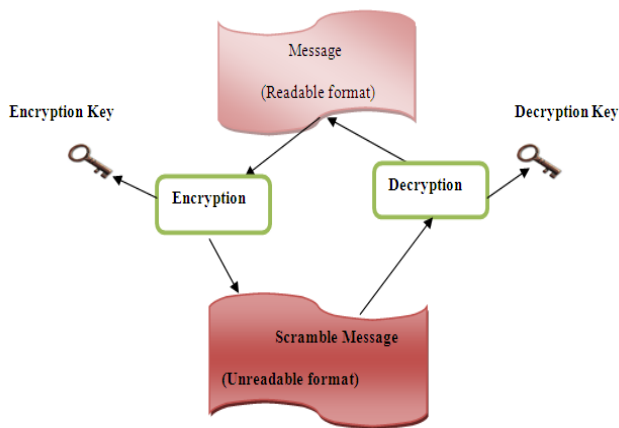 Message
(Readable format)
Encryption Key
Decryption Key
Encryption
Decryption
Scramble Message
(Unreadable format)